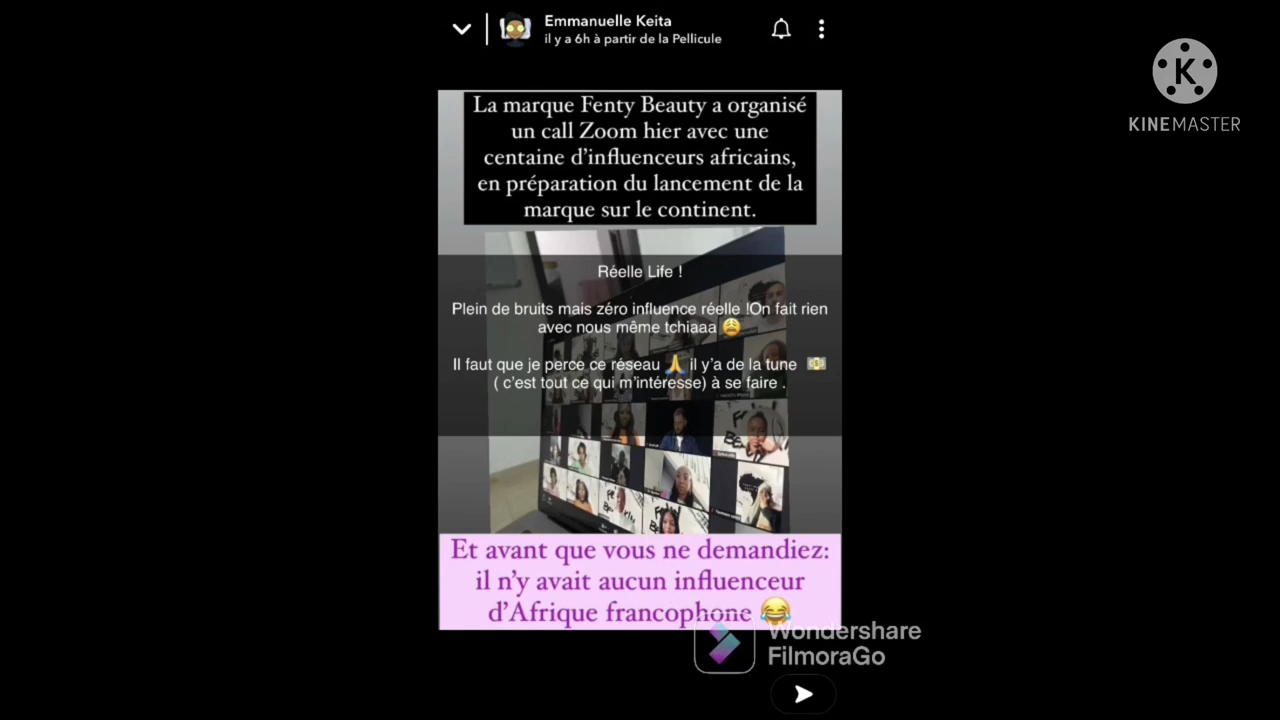 Emmanuelle Keita
il y a 6h à partir de la Pellicule
KINEMASTER
La marque Fenty Beauty a organisé
un call Zoom hier avec une
centaine d'influenceurs africains,
en préparation du lancement de la
marque sur le continent.
Réelle Life !
Plein de bruits mais zéro influence réelle !On fait rien
avec nous même tchiaaa 😩
Il faut que je perce ce réseau 🙏 il y'a de la tune 💵
( c'est tout ce qui m'intéresse) à se faire .
Et avant que vous ne demandiez:
il n'y avait aucun influenceur
d'Afrique francophone 😂
Wondershare
FilmoraGo